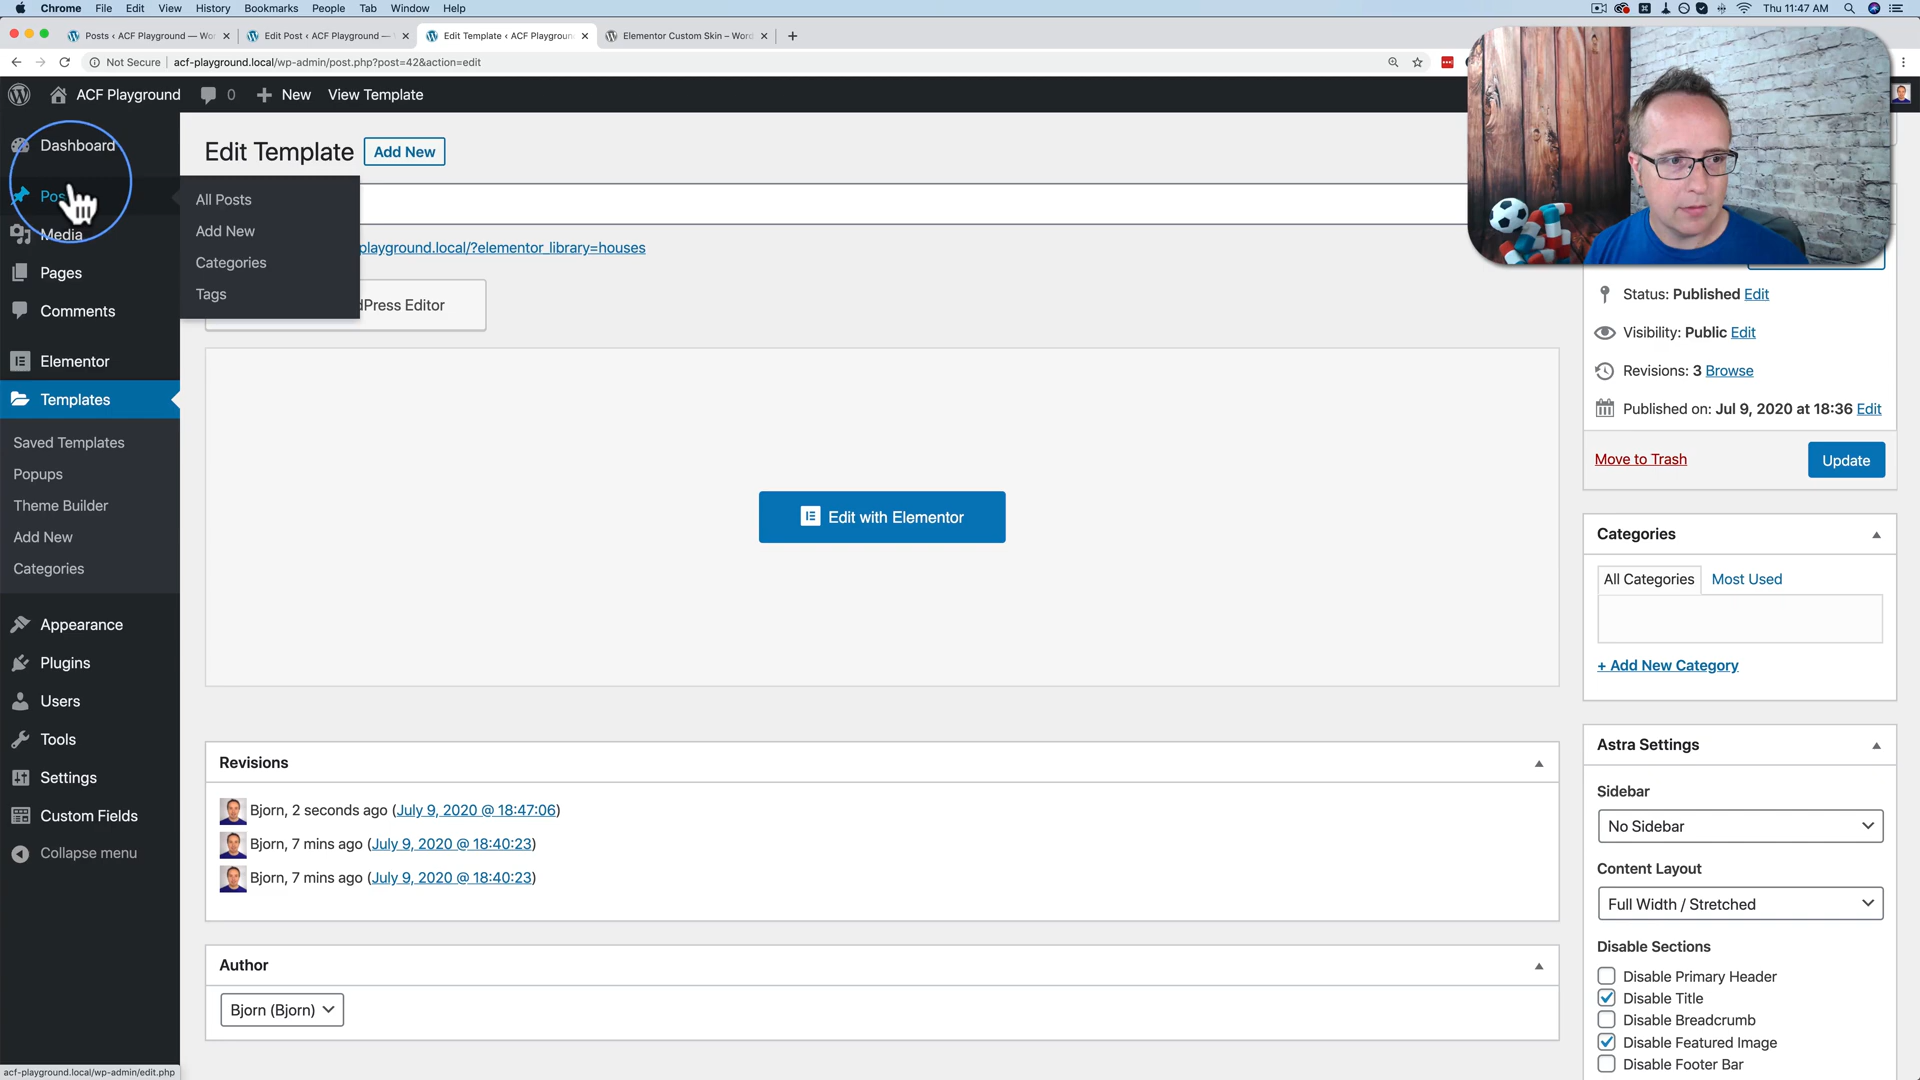 Chrome File Edit View History Bookmarks People Tab Window Help Thu 11:47 AM
Posts ‹ ACF Playground — Wo Edit Post ‹ ACF Playground — Edit Template ‹ ACF Playgroun Elementor Custom Skin – Word
Not Secure acf-playground.local/wp-admin/post.php?post=42&action=edit
ACF Playground 0 New View Template
Dashboard
Pos
Media
Pages
Comments
Elementor
Templates
Saved Templates
Popups
Theme Builder
Add New
Categories
Appearance
Plugins
Users
Tools
Settings
Custom Fields
Collapse menu
acf-playground.local/wp-admin/edit.php
All Posts
Add New
Categories
Tags
Edit Template Add New
playground.local/?elementor_library=houses
dPress Editor
Edit with Elementor
Revisions
Bjorn, 2 seconds ago (July 9, 2020 @ 18:47:06)
Bjorn, 7 mins ago (July 9, 2020 @ 18:40:23)
Bjorn, 7 mins ago (July 9, 2020 @ 18:40:23)
Author
Bjorn (Bjorn)
Status: Published Edit
Visibility: Public Edit
Revisions: 3 Browse
Published on: Jul 9, 2020 at 18:36 Edit
Move to Trash Update
Categories
All Categories Most Used
+ Add New Category
Astra Settings
Sidebar
No Sidebar
Content Layout
Full Width / Stretched
Disable Sections
Disable Primary Header
Disable Title
Disable Breadcrumb
Disable Featured Image
Disable Footer Bar